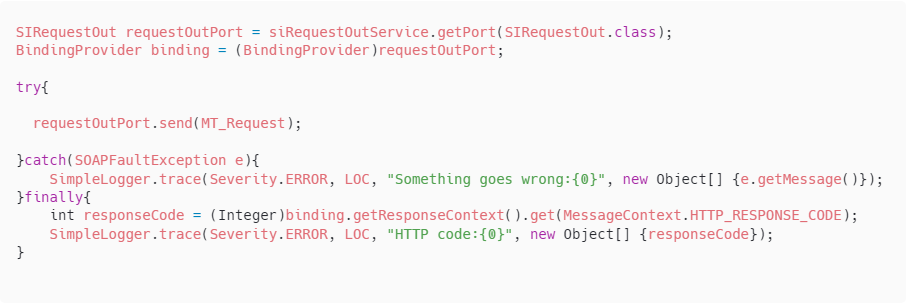 SIRequestOut requestOutPort = siRequestOutService.getPort(SIRequestOut.class);
BindingProvider binding = (BindingProvider)requestOutPort;
try{
requestOutPort.send(MT_Request);
}catch(SOAPFaultException e){
SimpleLogger.trace(Severity.ERROR, LOC, "Something goes wrong:{0}", new Object[] {e.getMessage()});
}finally{
int responseCode = (Integer)binding.getResponseContext().get(MessageContext.HTTP_RESPONSE_CODE);
SimpleLogger.trace(Severity.ERROR, LOC, "HTTP code:{0}", new Object[] {responseCode});
}